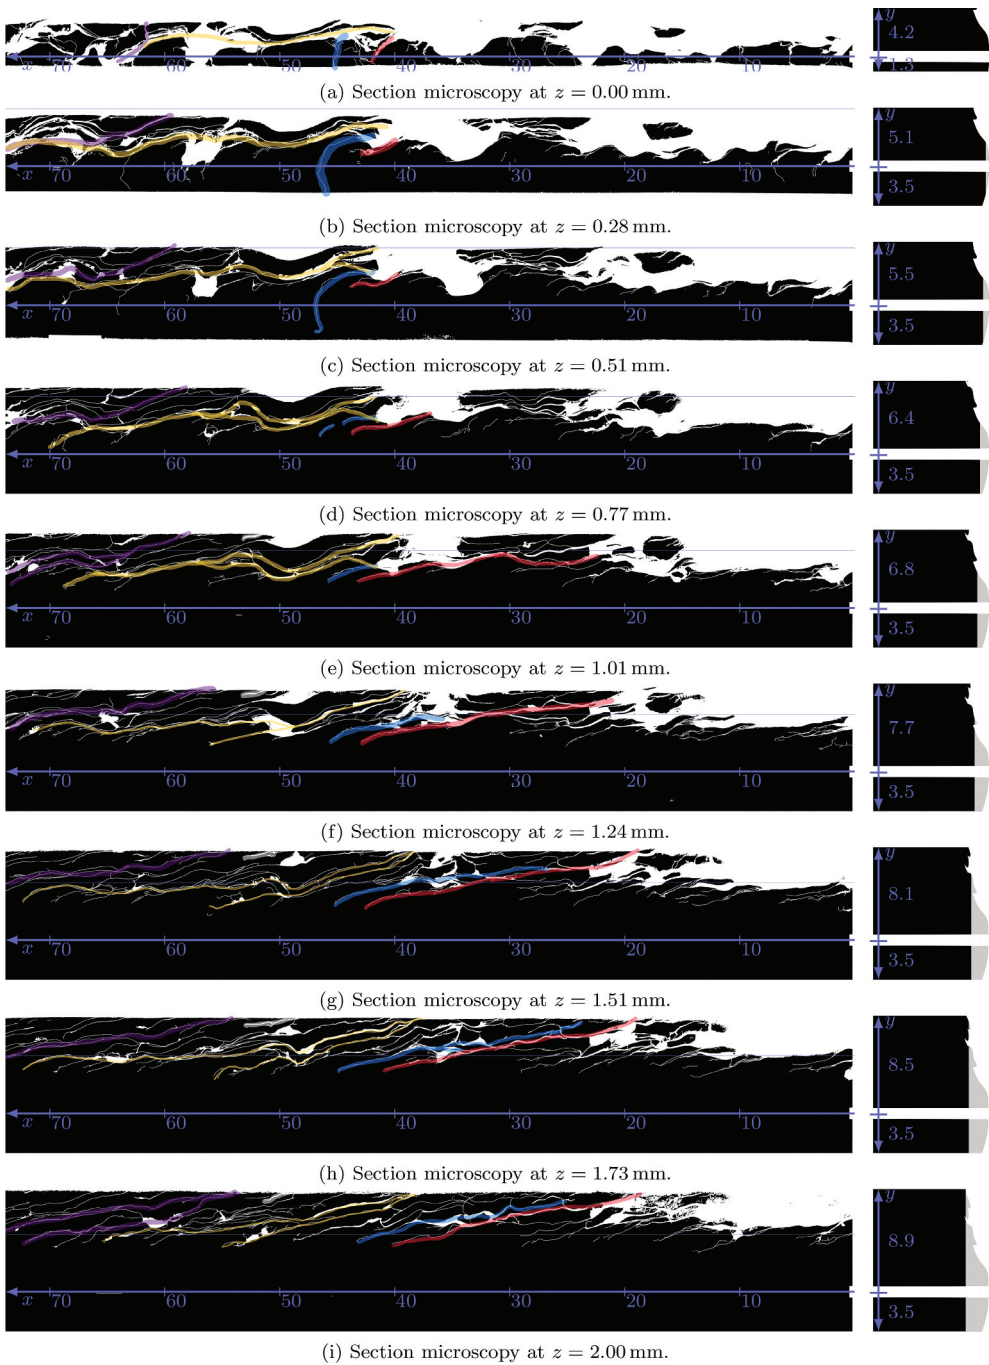 y
4.2
x 70 60 50 40 30 20 10
1.3
(a) Section microscopy at z = 0.00 mm.
y
5.1
x 70 60 50 40 30 20 10
3.5
(b) Section microscopy at z = 0.28 mm.
y
5.5
x 70 60 50 40 30 20 10
3.5
(c) Section microscopy at z = 0.51 mm.
y
6.4
x 70 60 50 40 30 20 10
3.5
(d) Section microscopy at z = 0.77 mm.
y
6.8
x 70 60 50 40 30 20 10
3.5
(e) Section microscopy at z = 1.01 mm.
y
7.7
x 70 60 50 40 30 20 10
3.5
(f) Section microscopy at z = 1.24 mm.
y
8.1
x 70 60 50 40 30 20 10
3.5
(g) Section microscopy at z = 1.51 mm.
y
8.5
x 70 60 50 40 30 20 10
3.5
(h) Section microscopy at z = 1.73 mm.
y
8.9
x 70 60 50 40 30 20 10
3.5
(i) Section microscopy at z = 2.00 mm.